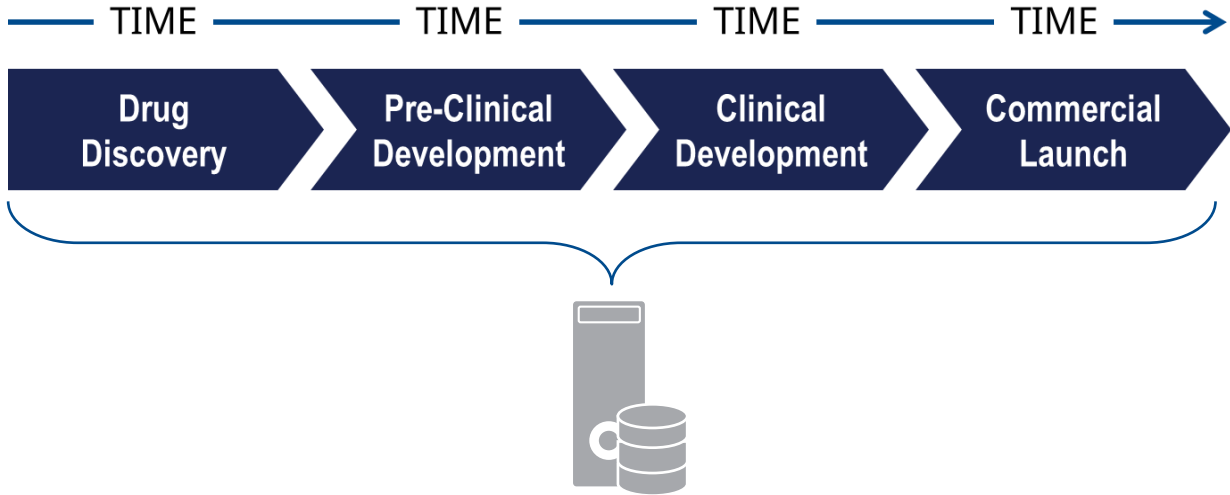 TIME TIME TIME TIME
Drug
Discovery
Pre-Clinical
Development
Clinical
Development
Commercial
Launch